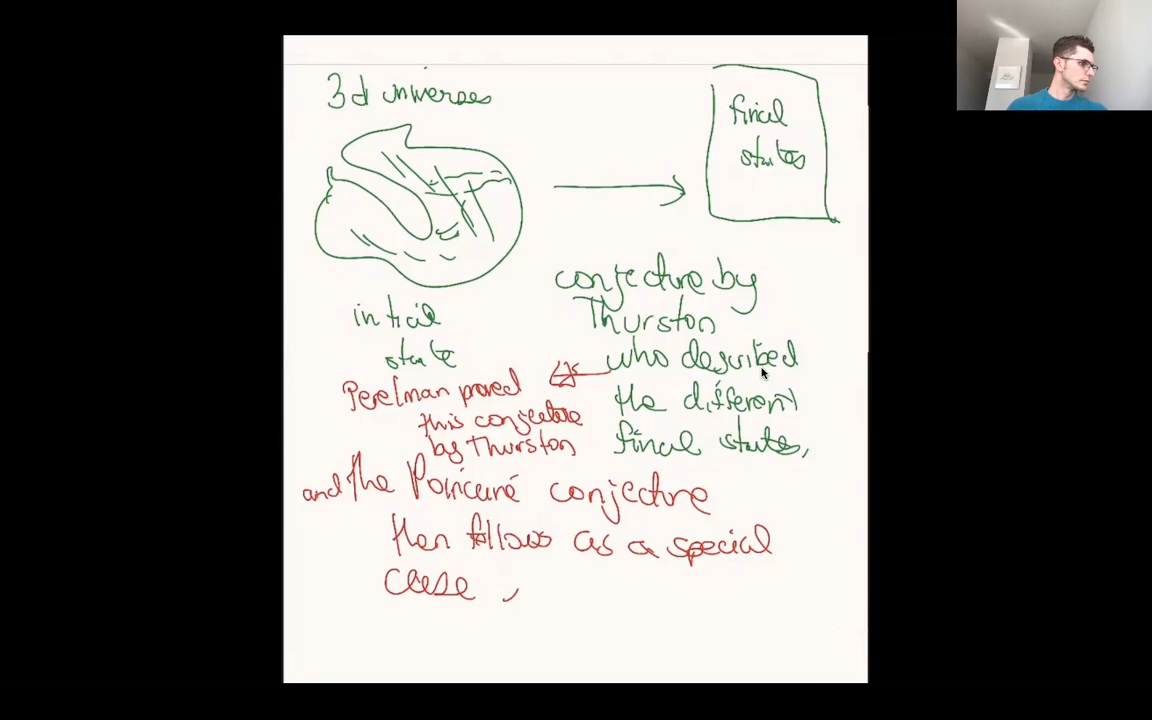 3d universes
final
states
conjecture by
Thurston
who described
the different
final states,
initial
state
Perelman proved
this conjecture
by Thurston
and the Poincaré conjecture
then follows as a special
case,